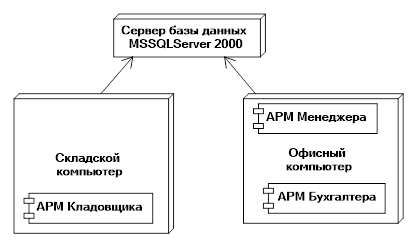 Сервер базы данных
MSSQLServer 2000
Складской
компьютер
АРМ Кладовщика
АРМ Менеджера
Офисный
компьютер
АРМ Бухгалтера